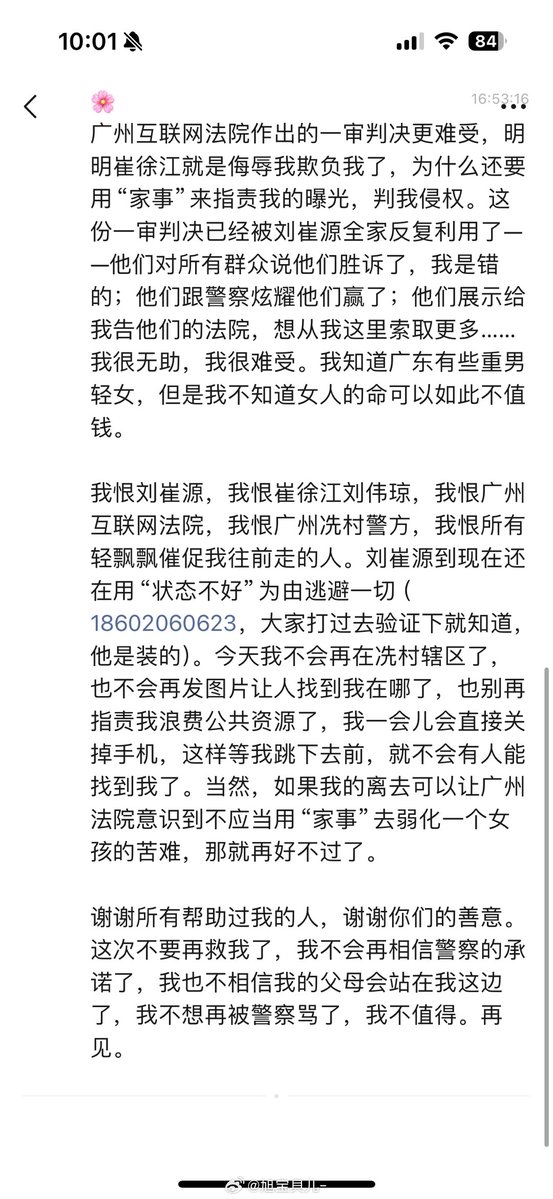 10:01
84
16:53:16
广州互联网法院作出的一审判决更难受，明
明崔徐江就是侮辱我欺负我了，为什么还要
用“家事”来指责我的曝光，判我侵权。这
份一审判决已经被刘崔源全家反复利用了—
—他们对所有群众说他们胜诉了，我是错
的；他们跟警察炫耀他们赢了；他们展示给
我告他们的法院，想从我这里索取更多……
我很无助，我很难受。我知道广东有些重男
轻女，但是我不知道女人的命可以如此不值
钱。
我恨刘崔源，我恨崔徐江刘伟琼，我恨广州
互联网法院，我恨广州冼村警方，我恨所有
轻飘飘催促我往前走的人。刘崔源到现在还
在用“状态不好”为由逃避一切（
18602060623，大家打过去验证下就知道，
他是装的）。今天我不会再在冼村辖区了，
也不会再发图片让人找到我在哪了，也别再
指责我浪费公共资源了，我一会儿会直接关
掉手机，这样等我跳下去前，就不会有人能
找到我了。当然，如果我的离去可以让广州
法院意识到不应当用“家事”去弱化一个女
孩的苦难，那就再好不过了。
谢谢所有帮助过我的人，谢谢你们的善意。
这次不要再救我了，我不会再相信警察的承
诺了，我也不相信我的父母会站在我这边
了，我不想再被警察骂了，我不值得。再
见。